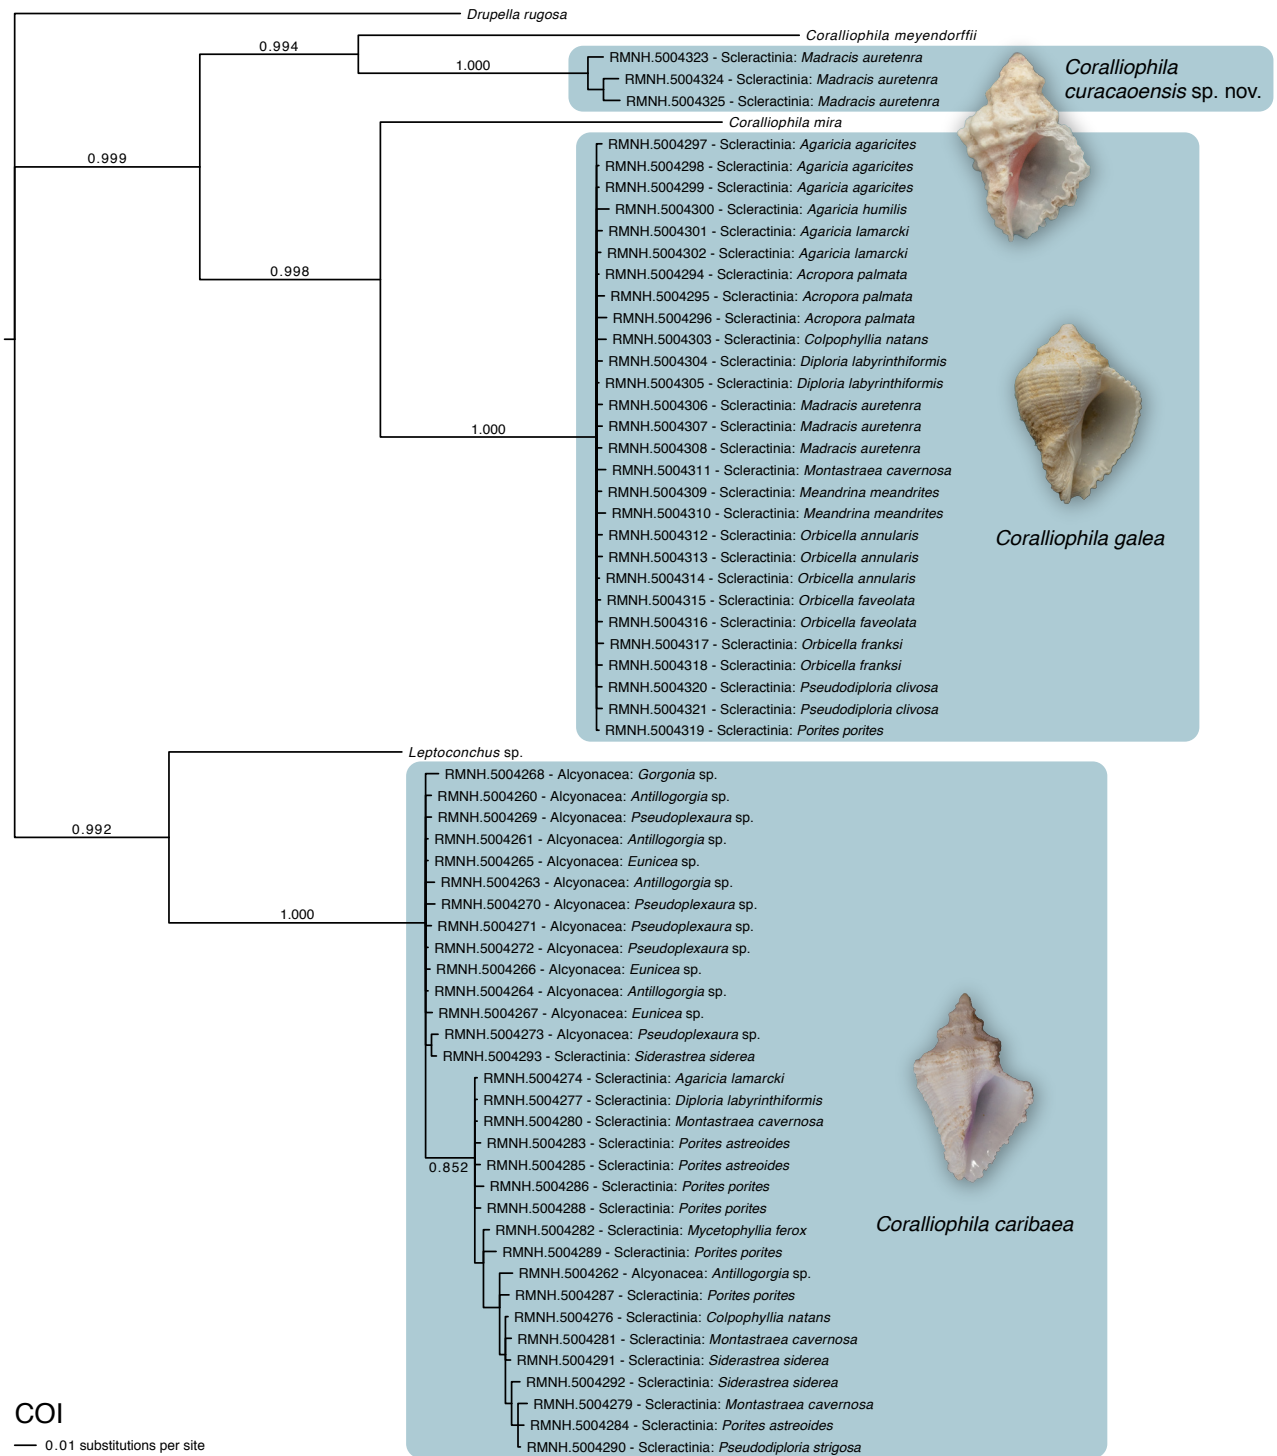 Drupella rugosa
Coralliophila meyendorffii
0.994
RMNH.5004323 - Scleractinia: Madracis auretenra
1.000
RMNH.5004324 - Scleractinia: Madracis auretenra
RMNH.5004325 - Scleractinia: Madracis auretenra
Coralliophila
curacaoensis sp. nov.
Coralliophila mira
0.999
RMNH.5004297 - Scleractinia: Agaricia agaricites
RMNH.5004298 - Scleractinia: Agaricia agaricites
RMNH.5004299 - Scleractinia: Agaricia agaricites
RMNH.5004300 - Scleractinia: Agaricia humilis
RMNH.5004301 - Scleractinia: Agaricia lamarcki
RMNH.5004302 - Scleractinia: Agaricia lamarcki
0.998
RMNH.5004294 - Scleractinia: Acropora palmata
RMNH.5004295 - Scleractinia: Acropora palmata
RMNH.5004296 - Scleractinia: Acropora palmata
RMNH.5004303 - Scleractinia: Colpophyllia natans
RMNH.5004304 - Scleractinia: Diploria labyrinthiformis
RMNH.5004305 - Scleractinia: Diploria labyrinthiformis
RMNH.5004306 - Scleractinia: Madracis auretenra
RMNH.5004307 - Scleractinia: Madracis auretenra
1.000
RMNH.5004308 - Scleractinia: Madracis auretenra
RMNH.5004311 - Scleractinia: Montastraea cavernosa
RMNH.5004309 - Scleractinia: Meandrina meandrites
RMNH.5004310 - Scleractinia: Meandrina meandrites
RMNH.5004312 - Scleractinia: Orbicella annularis
Coralliophila galea
RMNH.5004313 - Scleractinia: Orbicella annularis
RMNH.5004314 - Scleractinia: Orbicella annularis
RMNH.5004315 - Scleractinia: Orbicella faveolata
RMNH.5004316 - Scleractinia: Orbicella faveolata
RMNH.5004317 - Scleractinia: Orbicella franksi
RMNH.5004318 - Scleractinia: Orbicella franksi
RMNH.5004320 - Scleractinia: Pseudodiploria clivosa
RMNH.5004321 - Scleractinia: Pseudodiploria clivosa
RMNH.5004319 - Scleractinia: Porites porites
Leptoconchus sp.
RMNH.5004268 - Alcyonacea: Gorgonia sp.
RMNH.5004260 - Alcyonacea: Antillogorgia sp.
RMNH.5004269 - Alcyonacea: Pseudoplexaura sp.
0.992
RMNH.5004261 - Alcyonacea: Antillogorgia sp.
RMNH.5004265 - Alcyonacea: Eunicea sp.
RMNH.5004263 - Alcyonacea: Antillogorgia sp.
RMNH.5004270 - Alcyonacea: Pseudoplexaura sp.
1.000
RMNH.5004271 - Alcyonacea: Pseudoplexaura sp.
RMNH.5004272 - Alcyonacea: Pseudoplexaura sp.
RMNH.5004266 - Alcyonacea: Eunicea sp.
RMNH.5004264 - Alcyonacea: Antillogorgia sp.
RMNH.5004267 - Alcyonacea: Eunicea sp.
RMNH.5004273 - Alcyonacea: Pseudoplexaura sp.
RMNH.5004293 - Scleractinia: Siderastrea siderea
RMNH.5004274 - Scleractinia: Agaricia lamarcki
RMNH.5004277 - Scleractinia: Diploria labyrinthiformis
RMNH.5004280 - Scleractinia: Montastraea cavernosa
RMNH.5004283 - Scleractinia: Porites astreoides
0.852
RMNH.5004285 - Scleractinia: Porites astreoides
RMNH.5004286 - Scleractinia: Porites porites
RMNH.5004288 - Scleractinia: Porites porites
Coralliophila caribaea
RMNH.5004282 - Scleractinia: Mycetophyllia ferox
RMNH.5004289 - Scleractinia: Porites porites
RMNH.5004262 - Alcyonacea: Antillogorgia sp.
RMNH.5004287 - Scleractinia: Porites porites
RMNH.5004276 - Scleractinia: Colpophyllia natans
RMNH.5004281 - Scleractinia: Montastraea cavernosa
RMNH.5004291 - Scleractinia: Siderastrea siderea
RMNH.5004292 - Scleractinia: Siderastrea siderea
RMNH.5004279 - Scleractinia: Montastraea cavernosa
RMNH.5004284 - Scleractinia: Porites astreoides
RMNH.5004290 - Scleractinia: Pseudodiploria strigosa
COI
0.01 substitutions per site